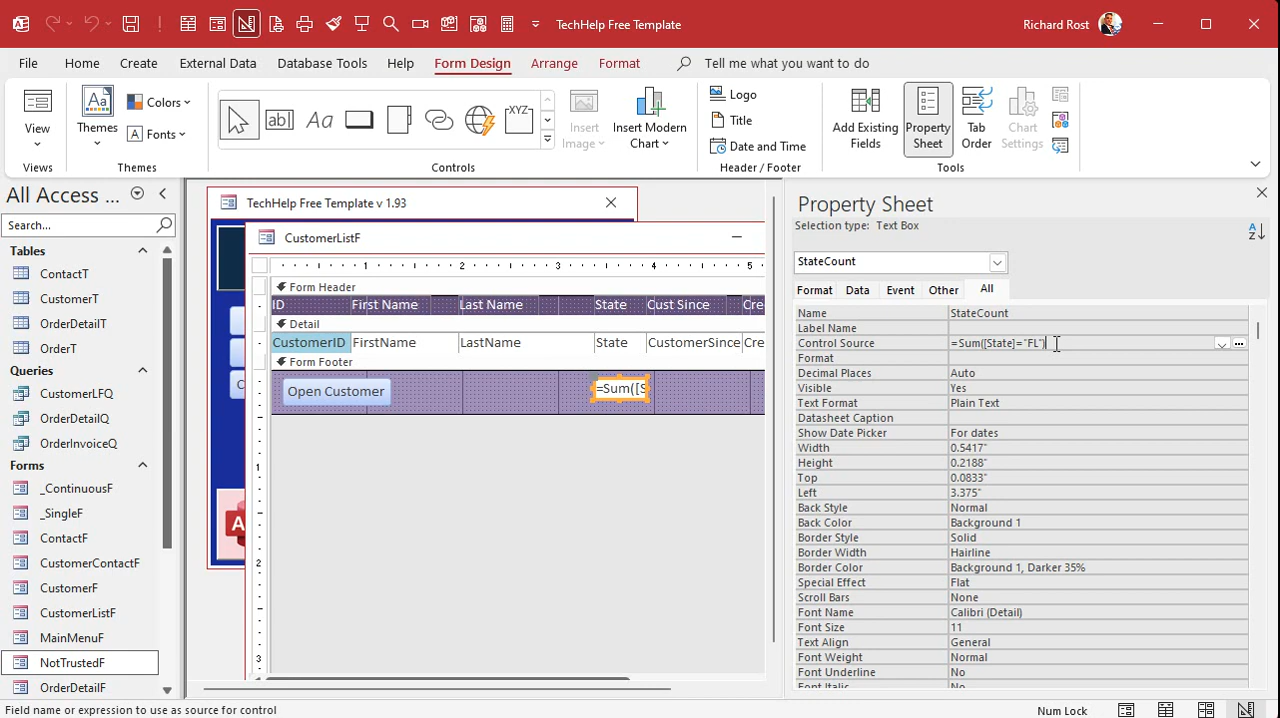 TechHelp Free Template
Richard Rost
File Home Create External Data Database Tools Help Form Design Arrange Format Tell me what you want to do
View
Views
Themes
Colors
Fonts
Themes
ab|
Aa
XYZ
Controls
Insert Image
Insert Modern Chart
Logo
Title
Date and Time
Header / Footer
Add Existing Fields
Property Sheet
Tab Order
Chart Settings
Tools
All Access ...
Search...
Tables
ContactT
CustomerT
OrderDetailT
OrderT
Queries
CustomerLFQ
OrderDetailQ
OrderInvoiceQ
Forms
_ContinuousF
_SingleF
ContactF
CustomerContactF
CustomerF
CustomerListF
MainMenuF
NotTrustedF
OrderDetailF
TechHelp Free Template v 1.93
CustomerListF
1 2 3 4 5
Form Header
ID First Name Last Name State Cust Since Cre
Detail
CustomerID FirstName LastName State CustomerSince Cre
Form Footer
Open Customer =Sum([S
1
2
3
Property Sheet
Selection type: Text Box
A
Z
StateCount
Format Data Event Other All
Name StateCount
Label Name
Control Source =Sum([State]="FL")
Format
Decimal Places Auto
Visible Yes
Text Format Plain Text
Datasheet Caption
Show Date Picker For dates
Width 0.5417"
Height 0.2188"
Top 0.0833"
Left 3.375"
Back Style Normal
Back Color Background 1
Border Style Solid
Border Width Hairline
Border Color Background 1, Darker 35%
Special Effect Flat
Scroll Bars None
Font Name Calibri (Detail)
Font Size 11
Text Align General
Font Weight Normal
Font Underline No
Font Italic No
Field name or expression to use as source for control
Num Lock